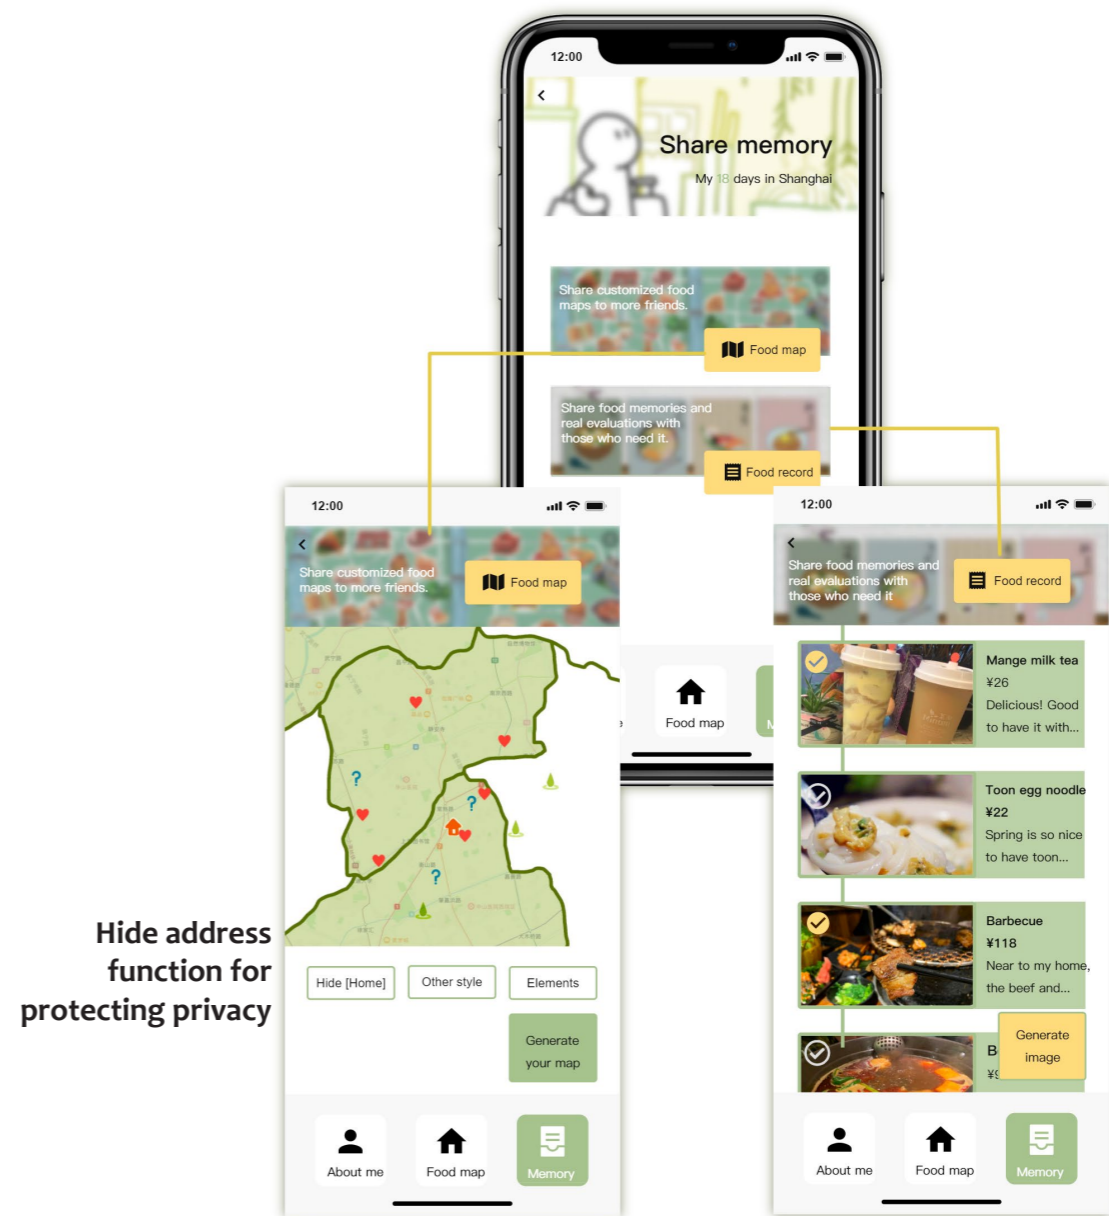 12:00
Share memory
My 18 days in Shanghai
Share customized food
maps to more friends.
Food map
Share food memories and
real evaluations with
those who need it.
Food record
Food map
12:00
Share customized food
maps to more friends.
Food map
Hide address
function for
protecting privacy
Hide [Home]
Other style
Elements
Generate
your map
About me
Food map
Memory
12:00
Share food memories and
real evaluations with
those who need it
Food record
Mange milk tea
¥26
Delicious! Good
to have it with...
Toon egg noodle
¥22
Spring is so nice
to have toon...
Barbecue
¥118
Near to my home,
the beef and...
Generate
image
About me
Food map
Memory